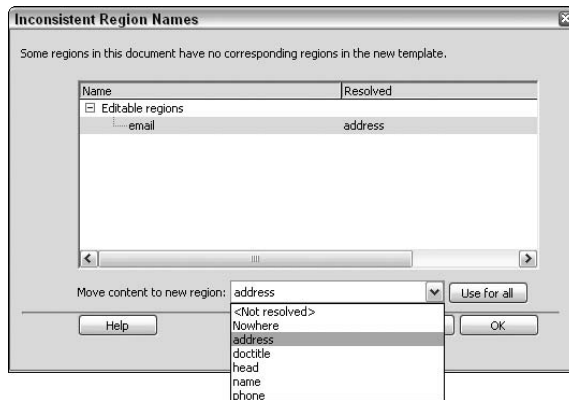 Inconsistent Region Names
Some regions in this document have no corresponding regions in the new template.
Name Resolved
Editable regions
email address
Move content to new region: address Use for all
<Not resolved>
Help OK
Nowhere
address
doctitle
head
name
phone